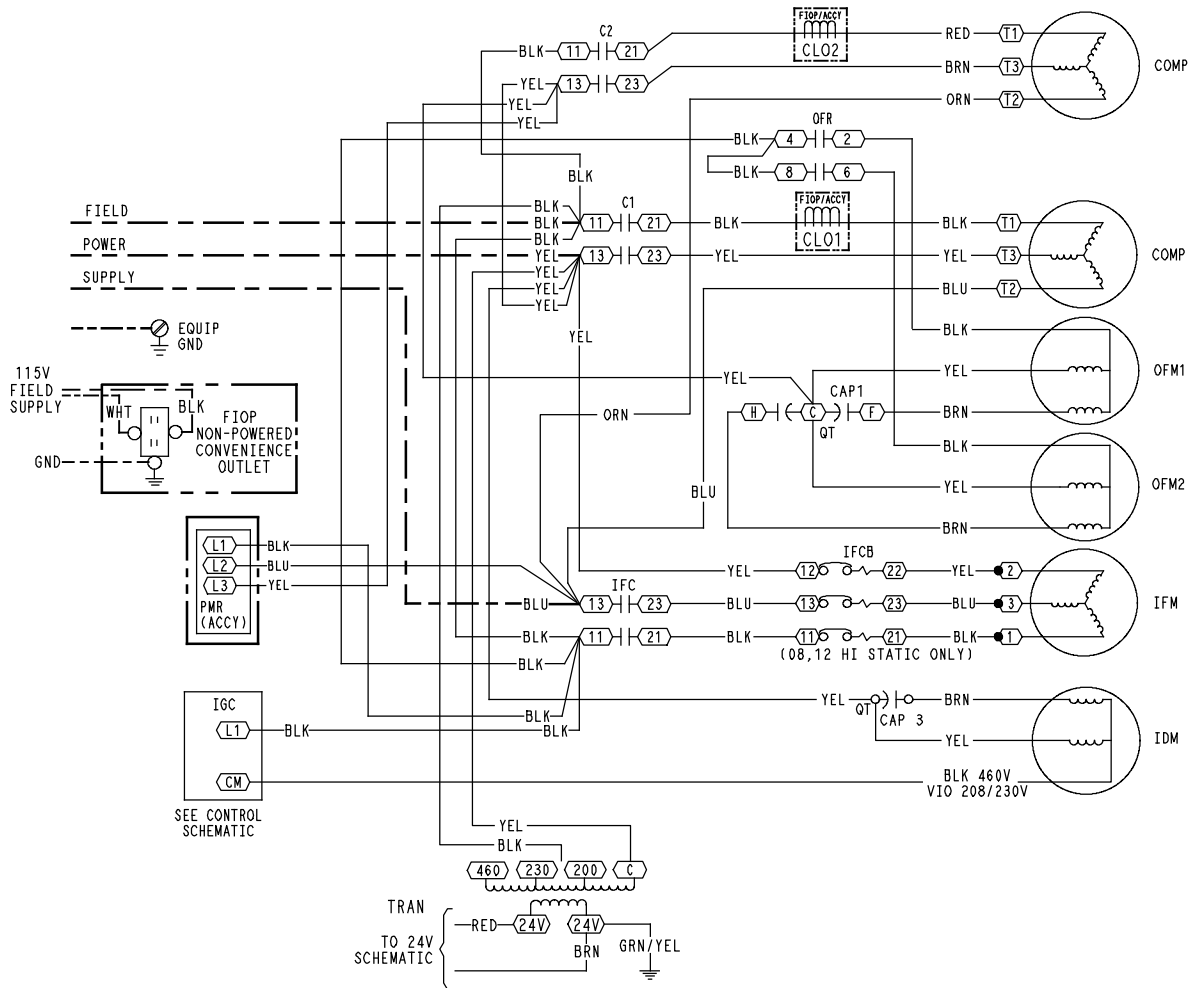 C2
BLK 11 21
FIOP/ACCY
CLO2
RED T1
YEL 13 23
BRN T3
COMP
YEL
YEL
ORN T2
OFR
BLK 4 2
BLK 8 6
BLK
FIELD
BLK
BLK
BLK
C1
11 21
BLK
FIOP/ACCY
CLO1
BLK T1
POWER
YEL
YEL
YEL
YEL
13 23
YEL
YEL T3
COMP
SUPPLY
BLU T2
EQUIP
GND
YEL
BLK
115V
FIELD
SUPPLY
WHT
BLK
FIOP
NON-POWERED
CONVENIENCE
OUTLET
GND
YEL
YEL
OFM1
ORN
H
C
CAP1
F
QT
BRN
BLK
BLU
YEL
OFM2
BRN
L1 BLK
L2 BLU
L3 YEL
PMR
(ACCY)
IFCB
YEL 12 22 YEL 2
IFC
BLU 13 23 BLU 13 23 BLU 3
IFM
BLK 11 21 BLK 11 21 BLK 1
(08,12 HI STATIC ONLY)
BLK
IGC
L1 BLK
BLK
BLK
CM
SEE CONTROL
SCHEMATIC
YEL
QT
CAP 3
BRN
YEL
IDM
BLK 460V
VIO 208/230V
YEL
BLK
460 230 200 C
TRAN
RED 24V 24V
TO 24V
SCHEMATIC
BRN
GRN/YEL